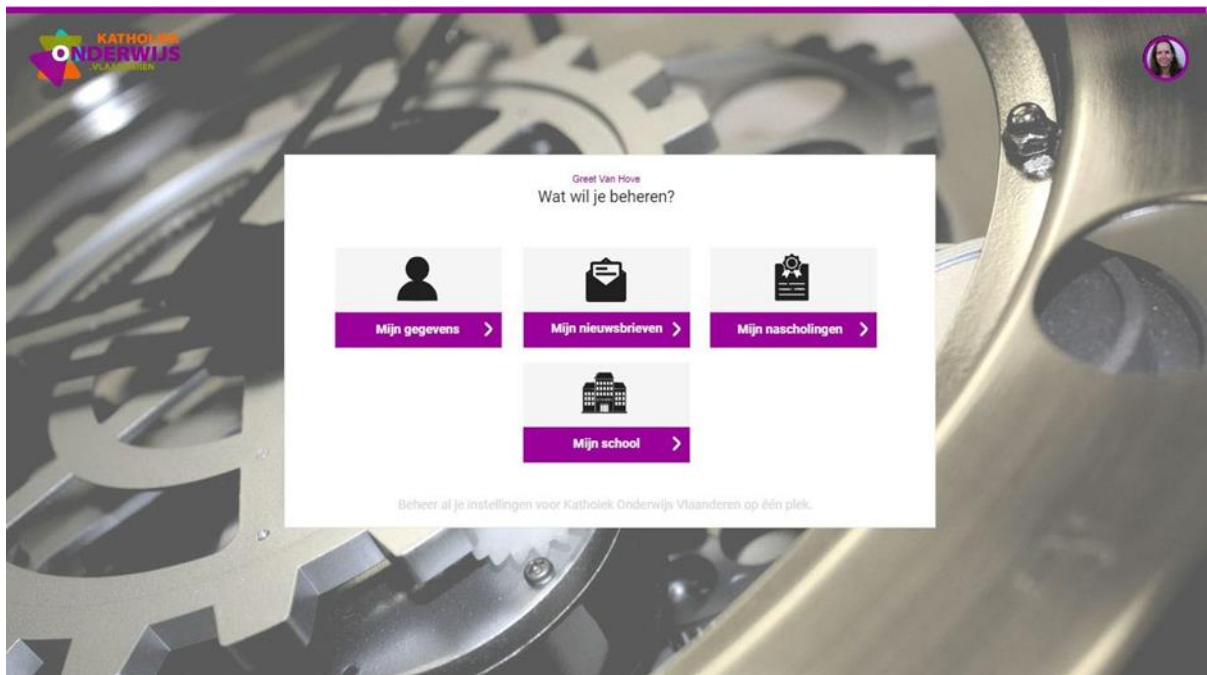 KATHOLIEK
ONDERWIJS
VLAANDEREN
Greet Van Hove
Wat wil je beheren?
Mijn gegevens
Mijn nieuwsbrieven
Mijn nascholingen
Mijn school
Beheer al je instellingen voor Katholiek Onderwijs Vlaanderen op één plek.